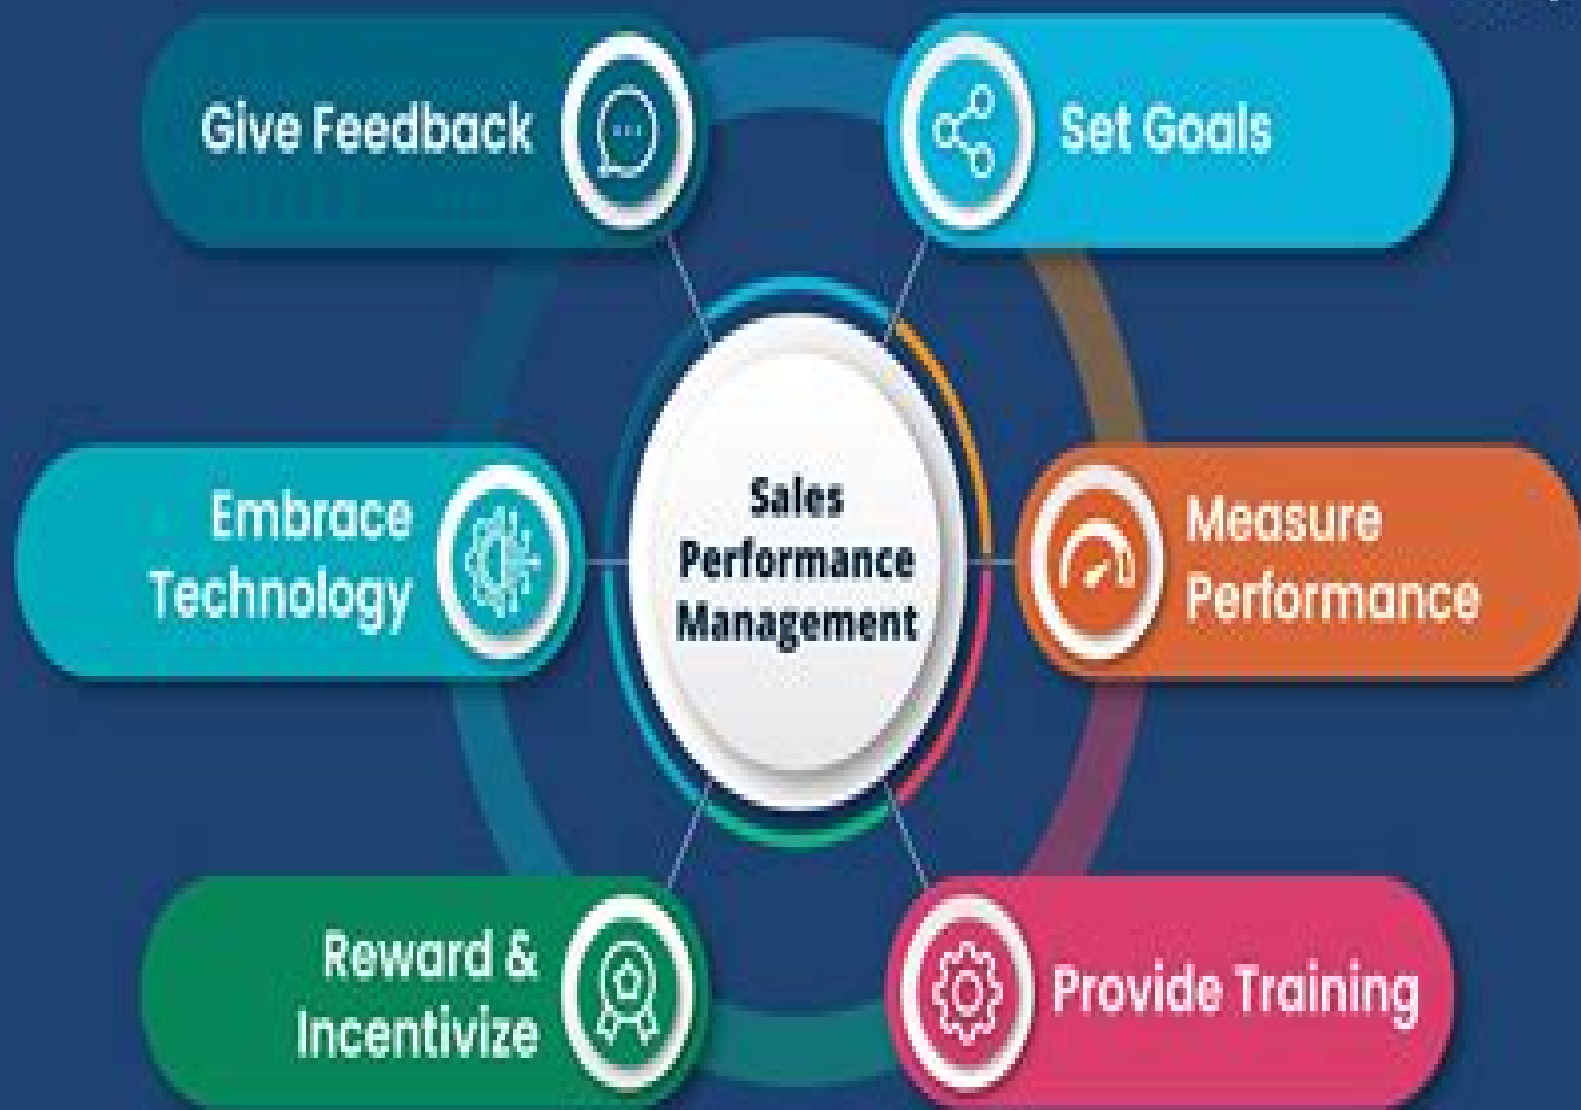 Give Feedback
Set Goals
Embrace
Technology
Sales
Performance
Management
Measure
Performance
Reward &
Incentivize
Provide Training